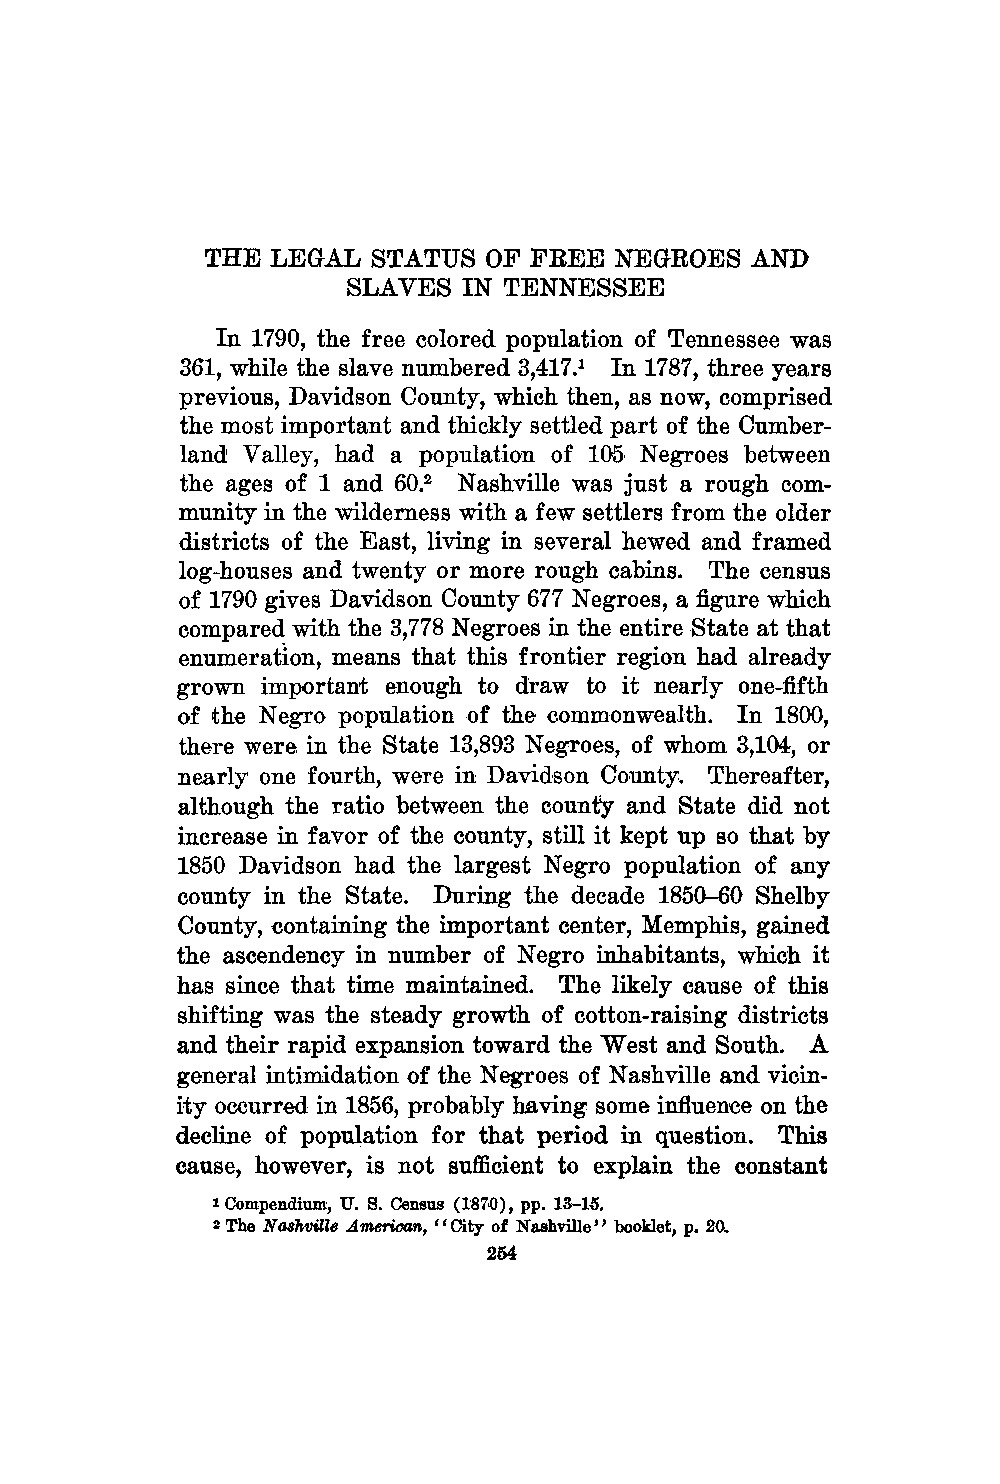 THE LEGAL STATUS OF FREE NEGROES AND
SLAVES IN TENNESSEE
In 1790, the free colored population of Tennessee was
361, while the slave numbered 3,417.¹ In 1787, three years
previous, Davidson County, which then, as now, comprised
the most important and thickly settled part of the Cumber-
land Valley, had a population of 105 Negroes between
the ages of 1 and 60.² Nashville was just a rough com-
munity in the wilderness with a few settlers from the older
districts of the East, living in several hewed and framed
log-houses and twenty or more rough cabins. The census
of 1790 gives Davidson County 677 Negroes, a figure which
compared with the 3,778 Negroes in the entire State at that
enumeration, means that this frontier region had already
grown important enough to draw to it nearly one-fifth
of the Negro population of the commonwealth. In 1800,
there were in the State 13,893 Negroes, of whom 3,104, or
nearly one fourth, were in Davidson County. Thereafter,
although the ratio between the county and State did not
increase in favor of the county, still it kept up so that by
1850 Davidson had the largest Negro population of any
county in the State. During the decade 1850–60 Shelby
County, containing the important center, Memphis, gained
the ascendency in number of Negro inhabitants, which it
has since that time maintained. The likely cause of this
shifting was the steady growth of cotton-raising districts
and their rapid expansion toward the West and South. A
general intimidation of the Negroes of Nashville and vicin-
ity occurred in 1856, probably having some influence on the
decline of population for that period in question. This
cause, however, is not sufficient to explain the constant
¹ Compendium, U. S. Census (1870), pp. 13–15.
² The Nashville American, "City of Nashville" booklet, p. 20.
254